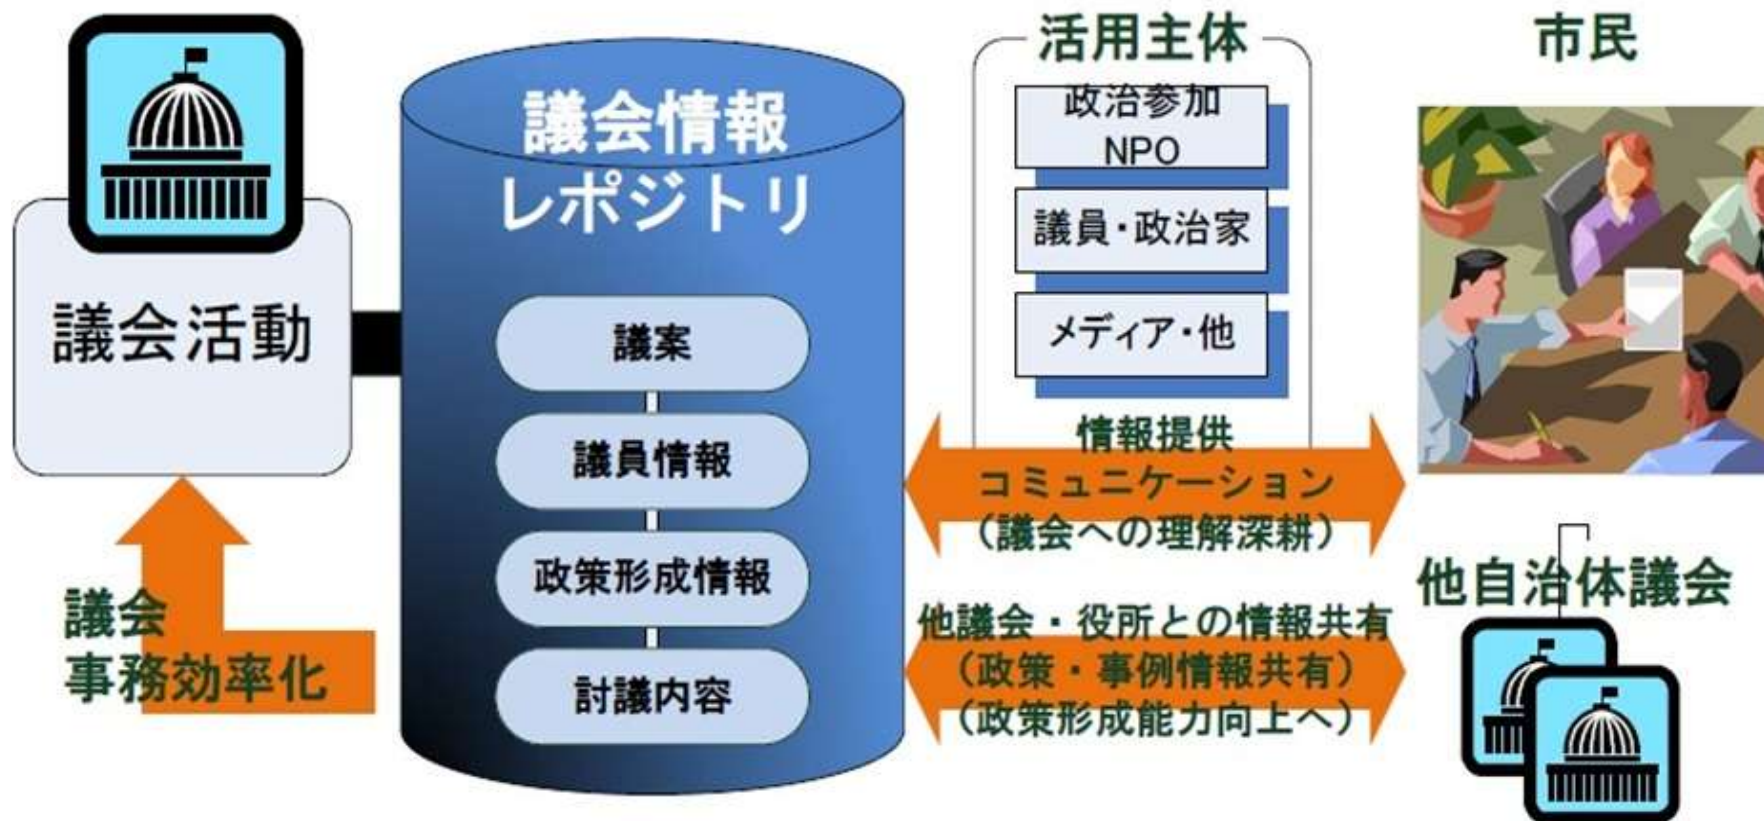 議会活動
議会
事務効率化
議会情報
レポジトリ
議案
議員情報
政策形成情報
討議内容
活用主体
政治参加
NPO
議員・政治家
メディア・他
情報提供
コミュニケーション
（議会への理解深耕）
他議会・役所との情報共有
（政策・事例情報共有）
（政策形成能力向上へ）
市民
他自治体議会